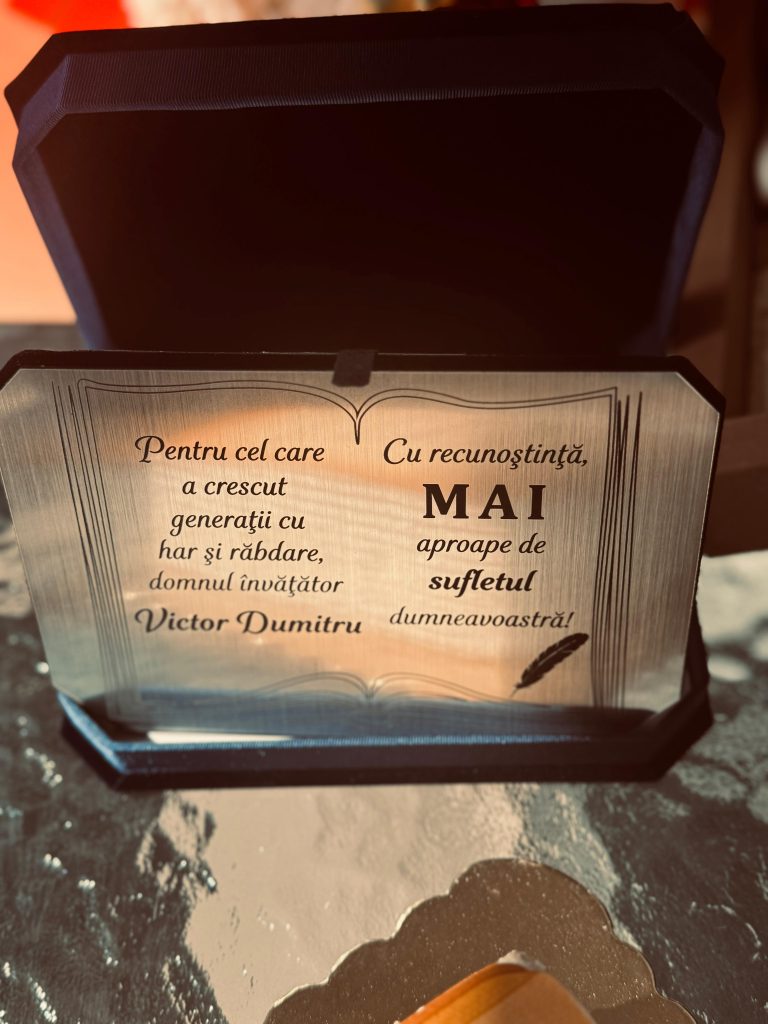 Pentru cel care
a crescut
generaţii cu
har şi răbdare,
domnul învăţător
Victor Dumitru
Cu recunoştinţă,
MAI
aproape de
sufletul
dumneavoastră!